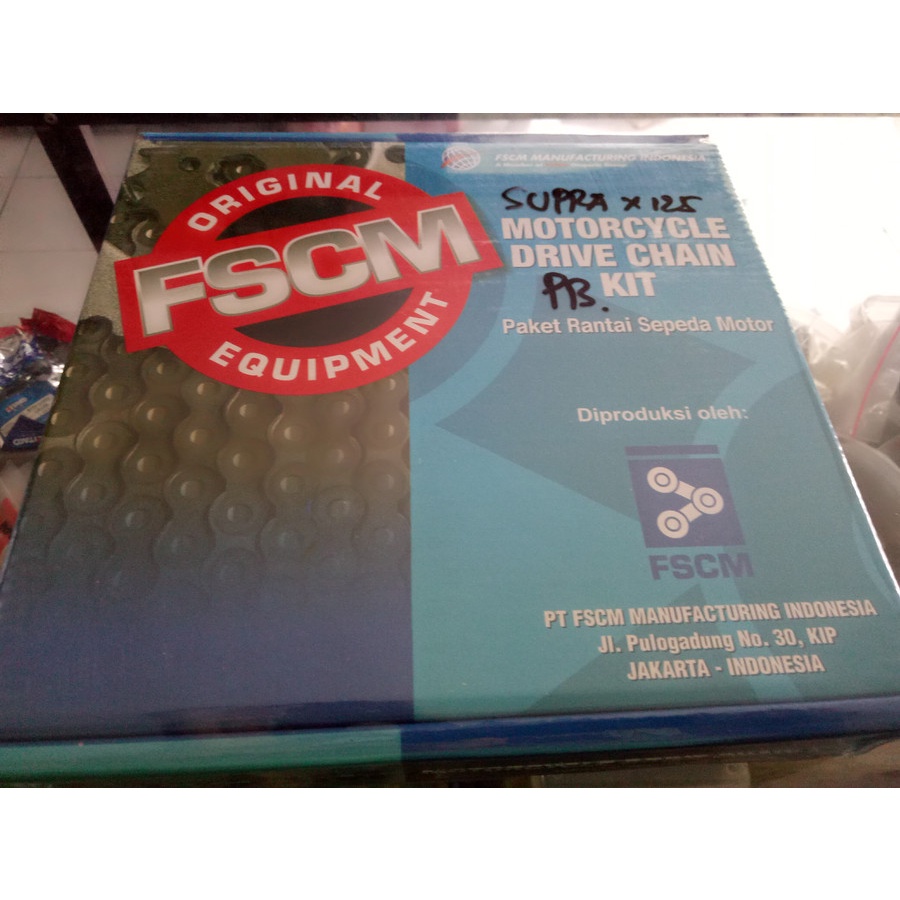 ORIGINAL
FSCM
EQUIPMENT
FSCM MANUFACTURING INDONESIA
SUPRA X 125
MOTORCYCLE
DRIVE CHAIN
PB. KIT
Paket Rantai Sepeda Motor
Diproduksi oleh:
FSCM
PT FSCM MANUFACTURING INDONESIA
Jl. Pulogadung No. 30, KIP
JAKARTA - INDONESIA